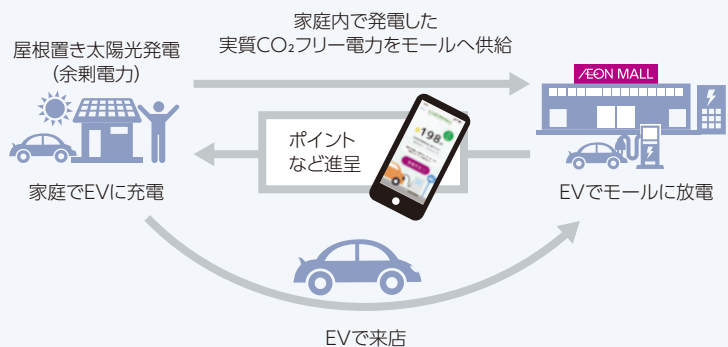 家庭内で発電した
実質CO₂フリー電力をモールへ供給
屋根置き太陽光発電
（余剰電力）
ÆON MALL
ポイント
など進呈
198
家庭でEVに充電
EVでモールに放電
EVで来店